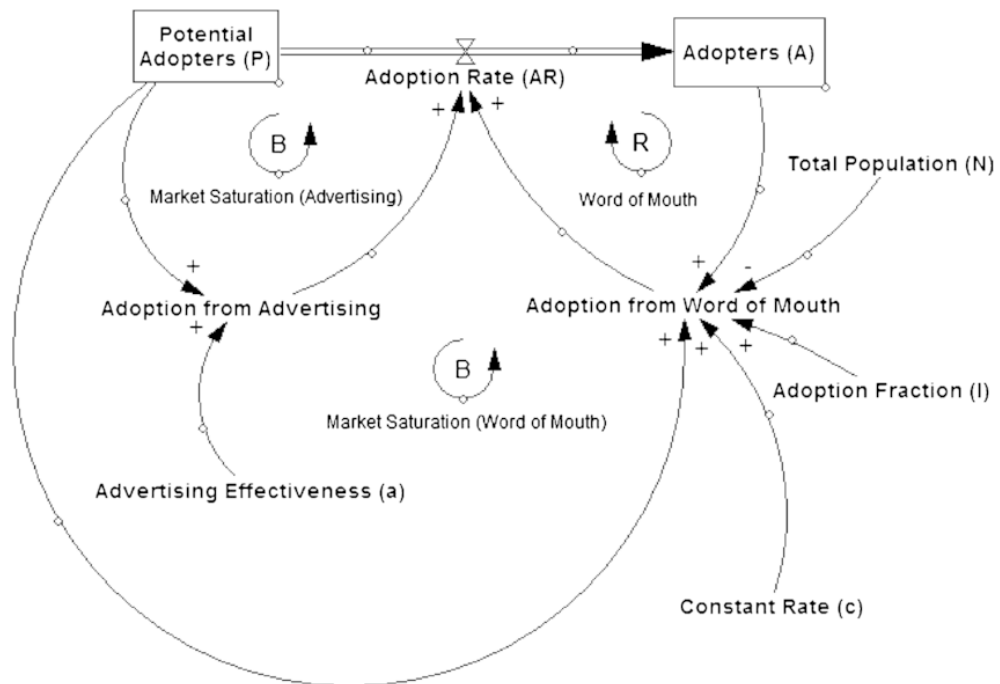 Potential
Adopters (P)
Adopters (A)
Adoption Rate (AR)
+
+
B
R
Market Saturation (Advertising)
Word of Mouth
Total Population (N)
+
+
-
Adoption from Advertising
Adoption from Word of Mouth
+
+
+
+
B
Adoption Fraction (I)
Market Saturation (Word of Mouth)
Advertising Effectiveness (a)
Constant Rate (c)